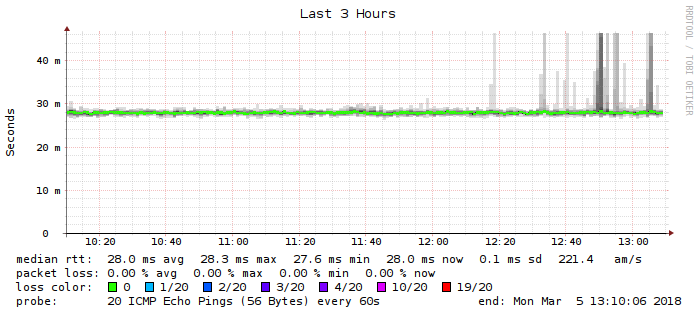 Last 3 Hours
RRDTOOL / TOBI OETIKER
Seconds
40 m
30 m
20 m
10 m
0
10:20 10:40 11:00 11:20 11:40 12:00 12:20 12:40 13:00
median rtt: 28.0 ms avg 28.3 ms max 27.6 ms min 28.0 ms now 0.1 ms sd 221.4 am/s
packet loss: 0.00 % avg 0.00 % max 0.00 % min 0.00 % now
loss color: 0 1/20 2/20 3/20 4/20 10/20 19/20
probe: 20 ICMP Echo Pings (56 Bytes) every 60s end: Mon Mar 5 13:10:06 2018